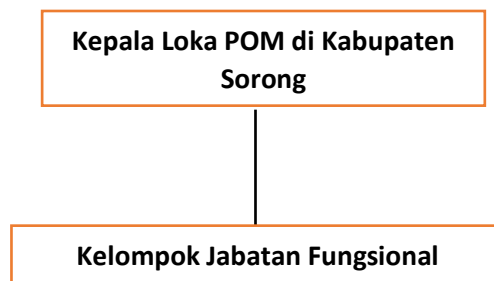 Kepala Loka POM di Kabupaten
Sorong
Kelompok Jabatan Fungsional